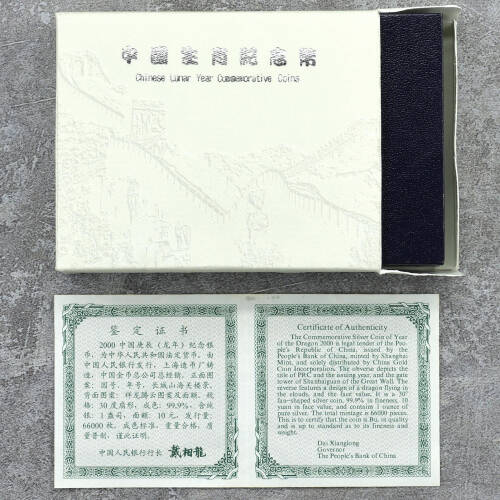 中國生肖紀念幣
Chinese Lunar Year Commemorative Coins
鉴定证书
2000中国庚辰（龙年）纪念银
币，为中华人民共和国法定货币。由
中国人民银行发行，上海造币厂铸
造，中国金币总公司总经销。正面图
案：国号、年号、长城山海关楼景，
背面图案：祥龙腾云图案及面额。规
格：30度扇形，成色：99.9%，含纯
银：1盎司，面额：10元，发行量：
66000枚，成色标准，重量合格，质
量普制，谨此证明。
中国人民银行行长 戴相龍
Certificate of Authenticity
The Commemorative Silver Coin of Year
of the Dragon 2000 is legal tender of the Peo-
ple's Republic of China, issued by the
People's Bank of China, minted by Shanghai
Mint, and solely distributed by China Gold
Coin Incorporation. The obverse depicts the
title of PRC and the issuing year, and the gate
tower of Shanhaiguan of the Great Wall. The
reverse features a design of a dragon flying in
the clouds, and the face value. It is a 30°
fan-shaped silver coin, 99.9% in fineness, 10
yuan in face value, and contains 1 ounce of
pure silver. The total mintage is 66000 pieces.
This is to certify that the coin is BU in quality
and is up to standard as to its fineness and
weight.
Dai Xianglong
Governor
The People's Bank of China